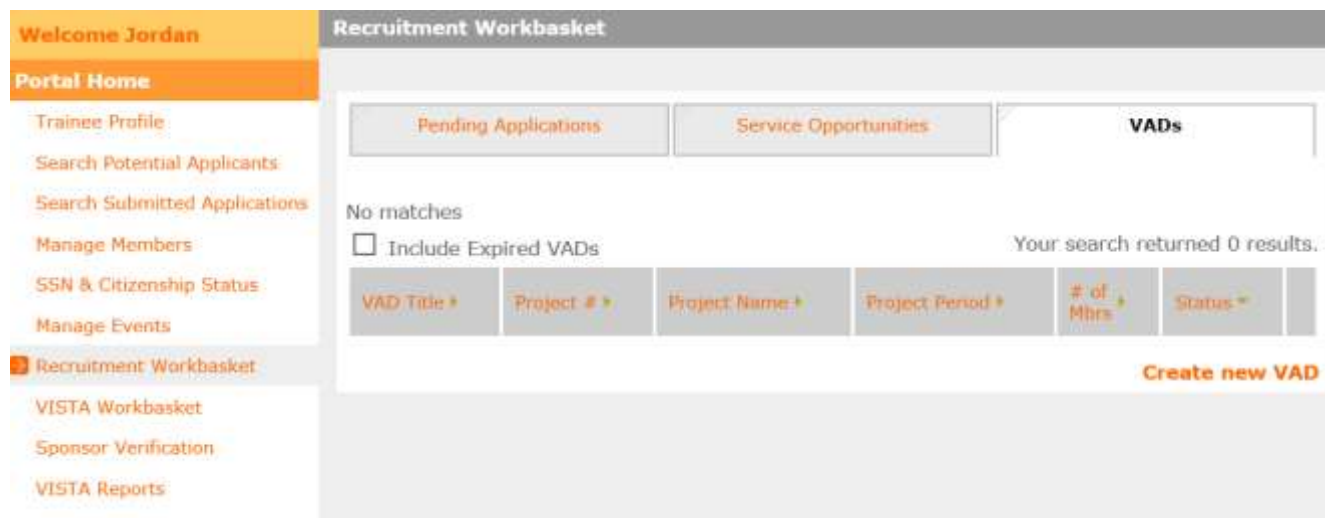 Welcome Jordan
Portal Home
Trainee Profile
Search Potential Applicants
Search Submitted Applications
Manage Members
SSN & Citizenship Status
Manage Events
Recruitment Workbasket
VISTA Workbasket
Sponsor Verification
VISTA Reports
Recruitment Workbasket
Pending Applications
Service Opportunities
VADs
No matches
Include Expired VADs
Your search returned 0 results.
VAD Title
Project #
Project Name
Project Period
# of
Mbrs
Status
Create new VAD